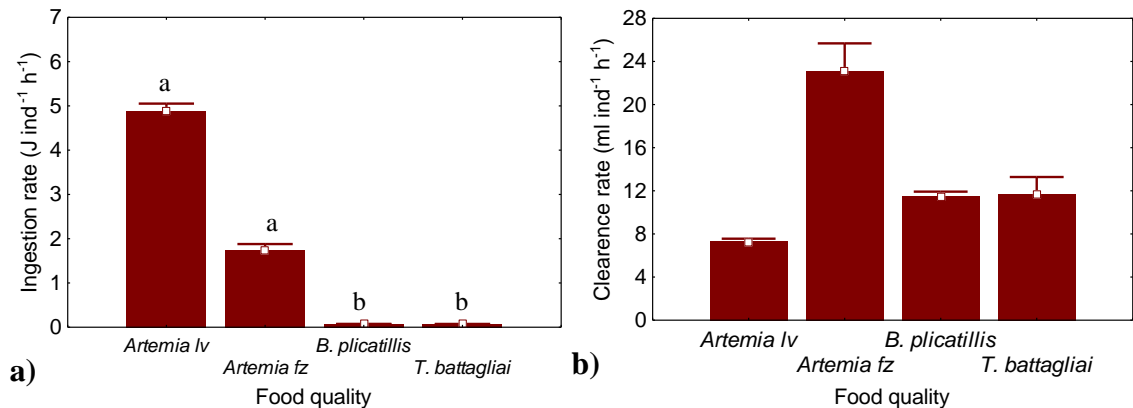 7
6
5
4
3
2
1
0
Ingestion rate (J ind⁻¹ h⁻¹)
a
a
b
b
Artemia lv
B. plicatillis
Artemia fz
T. battagliai
Food quality
a)
28
24
20
16
12
8
4
0
Clearence rate (ml ind⁻¹ h⁻¹)
Artemia lv
B. plicatillis
Artemia fz
T. battagliai
Food quality
b)